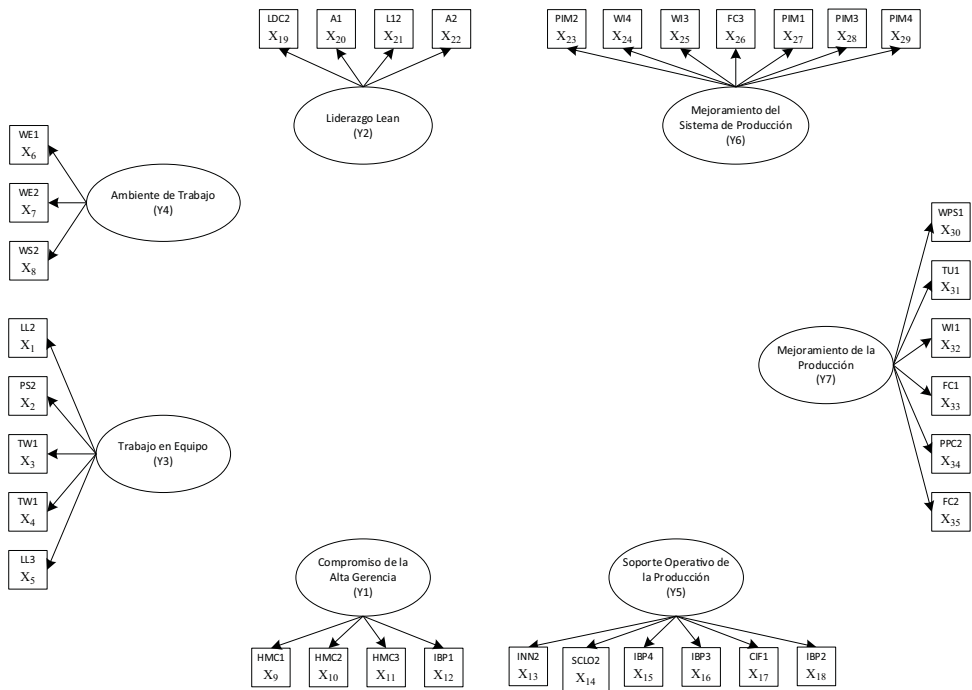 LDC2
X19
A1
X20
L12
X21
A2
X22
PIM2
X23
WI4
X24
WI3
X25
FC3
X26
PIM1
X27
PIM3
X28
PIM4
X29
Liderazgo Lean
(Y2)
Mejoramiento del
Sistema de Producción
(Y6)
WE1
X6
WE2
X7
WS2
X8
Ambiente de Trabajo
(Y4)
WPS1
X30
TU1
X31
WI1
X32
FC1
X33
PPC2
X34
FC2
X35
Mejoramiento de la
Producción
(Y7)
LL2
X1
PS2
X2
TW1
X3
TW1
X4
LL3
X5
Trabajo en Equipo
(Y3)
Compromiso de la
Alta Gerencia
(Y1)
Soporte Operativo de
la Producción
(Y5)
HMC1
X9
HMC2
X10
HMC3
X11
IBP1
X12
INN2
X13
SCLO2
X14
IBP4
X15
IBP3
X16
CIF1
X17
IBP2
X18